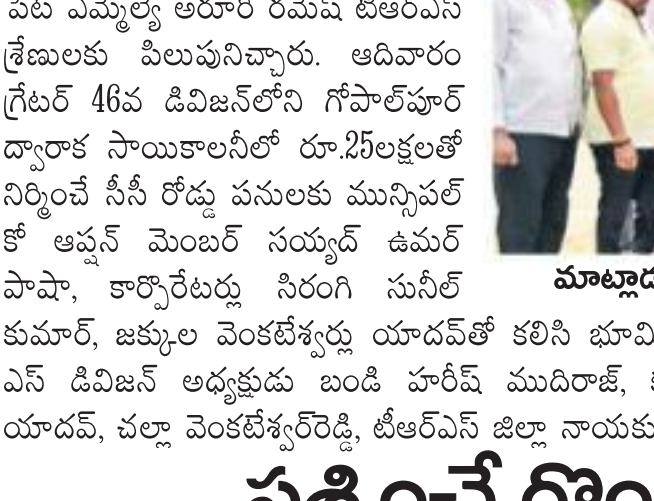 పేట ఎమ్మెల్యే అరూరి రమేష్ టీఆర్ఎస్
శ్రేణులకు పిలుపునిచ్చారు. ఆదివారం
గ్రేటర్ 46వ డివిజన్‌లోని గోపాల్‌పూర్
ద్వారాక సాయికాలనీలో రూ.25లక్షలతో
నిర్మించే సీసీ రోడ్డు పనులకు మున్సిపల్
కో ఆప్షన్ మెంబర్ సయ్యద్ ఉమర్
పాషా, కార్పొరేటర్లు సిరంగి సునీల్
మాట్లాడ
కుమార్, జక్కుల వెంకటేశ్వర్లు యాదవ్‌తో కలిసి భూమి
ఎస్ డివిజన్ అధ్యక్షుడు బండి హరీష్ ముదిరాజ్,
యాదవ్, చల్లా వెంకటేశ్వర్‌రెడ్డి, టీఆర్ఎస్ జిల్లా నాయకు